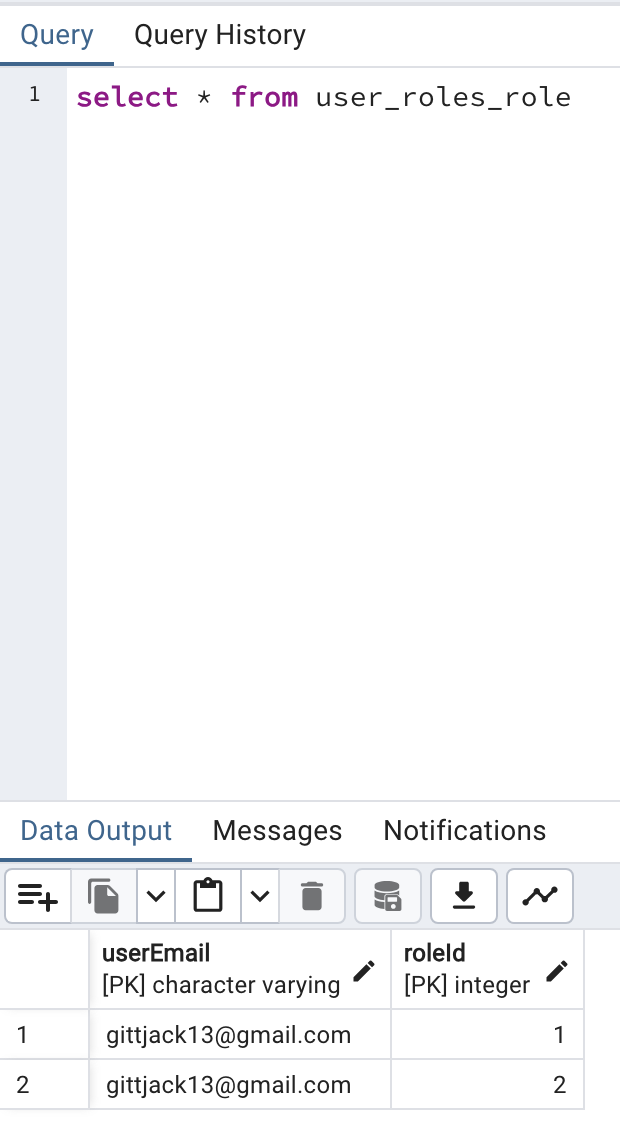 Query Query History
1 select * from user_roles_role
Data Output Messages Notifications
userEmail roleId
[PK] character varying [PK] integer
1 gittjack13@gmail.com 1
2 gittjack13@gmail.com 2